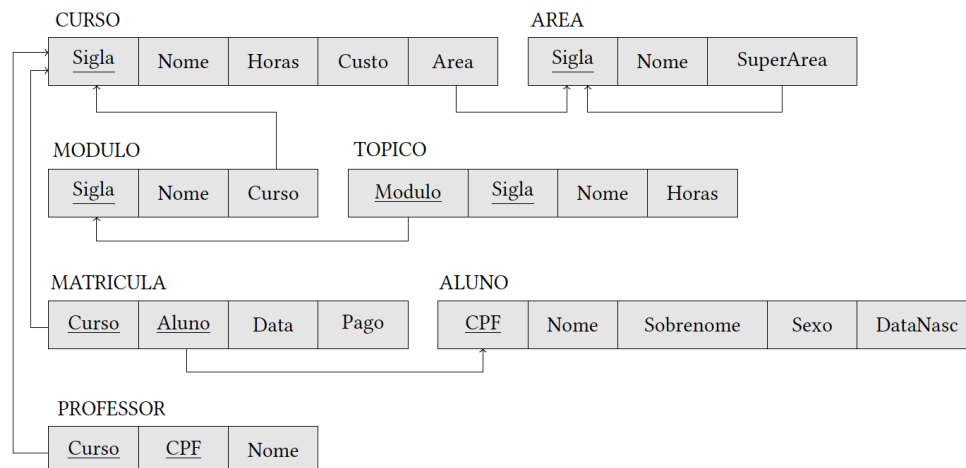 CURSO
Sigla Nome Horas Custo Area
AREA
Sigla Nome SuperArea
MODULO
Sigla Nome Curso
TOPICO
Modulo Sigla Nome Horas
MATRICULA
Curso Aluno Data Pago
ALUNO
CPF Nome Sobrenome Sexo DataNasc
PROFESSOR
Curso CPF Nome